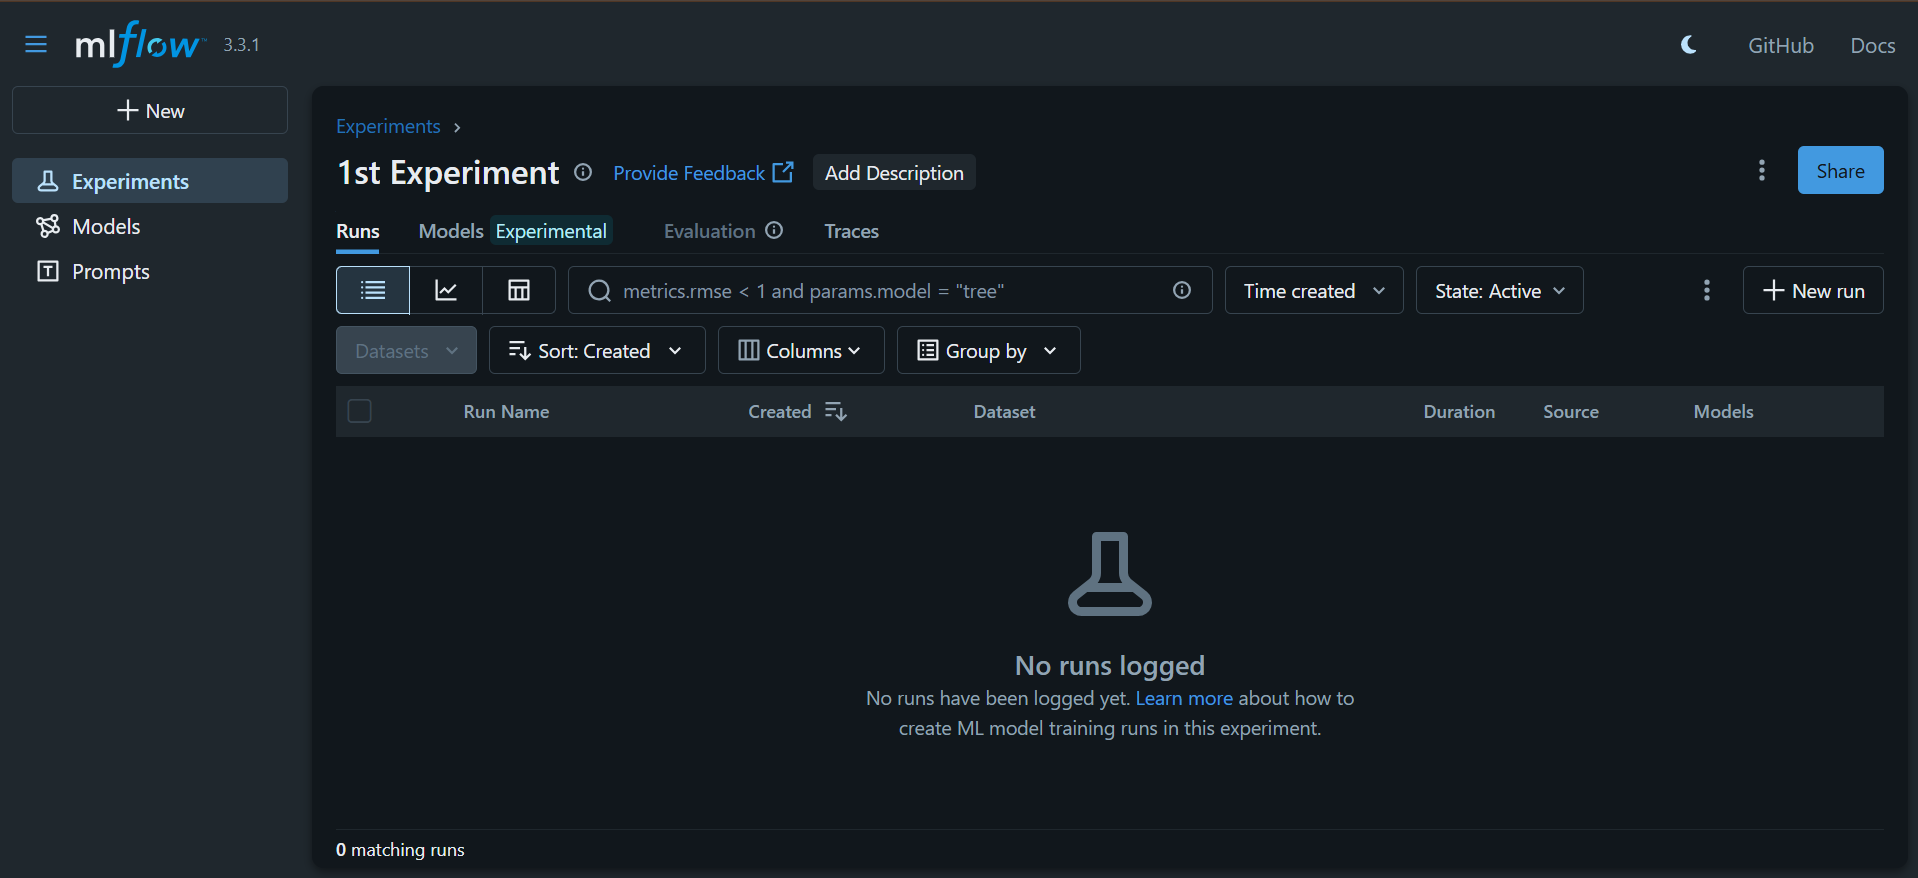 mlflow™ 3.3.1
GitHub
Docs
New
Experiments
Models
Prompts
Experiments
1st Experiment Provide Feedback Add Description
Share
Runs Models Experimental Evaluation Traces
metrics.rmse < 1 and params.model = "tree" Time created State: Active New run
Datasets Sort: Created Columns Group by
Run Name Created Dataset Duration Source Models
No runs logged
No runs have been logged yet. Learn more about how to
create ML model training runs in this experiment.
0 matching runs